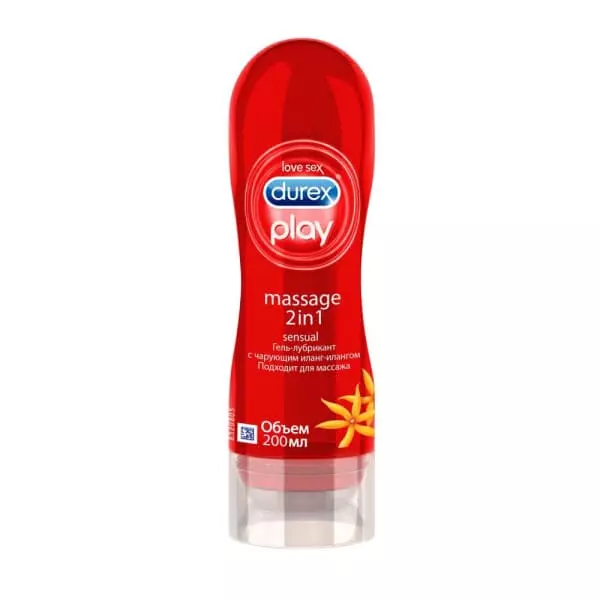 love sex
durex
play
massage
2in1
sensual
Гель-лубрикант
с чарующим иланг-илангом
Подходит для массажа
Объем
200мл